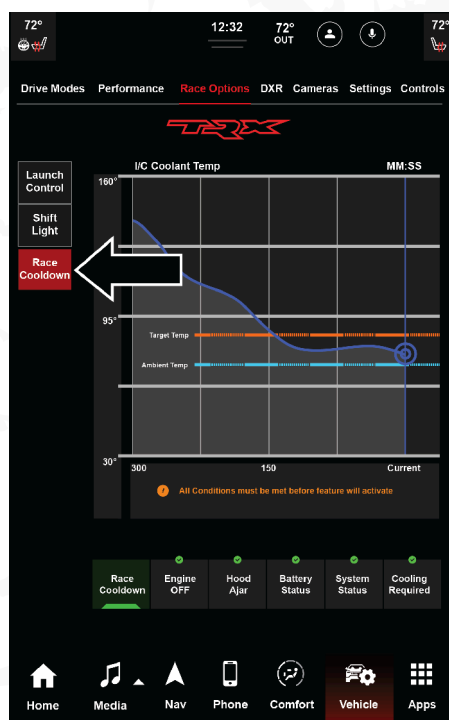 72°
12:32
72°
OUT
72°
Drive Modes Performance Race Options DXR Cameras Settings Controls
TRX
I/C Coolant Temp MM:SS
Launch
Control
Shift
Light
Race
Cooldown
160°
95°
Target Temp
Ambient Temp
30°
300 150 Current
! All Conditions must be met before feature will activate
Race
Cooldown
Engine
OFF
Hood
Ajar
Battery
Status
System
Status
Cooling
Required
Home Media Nav Phone Comfort Vehicle Apps